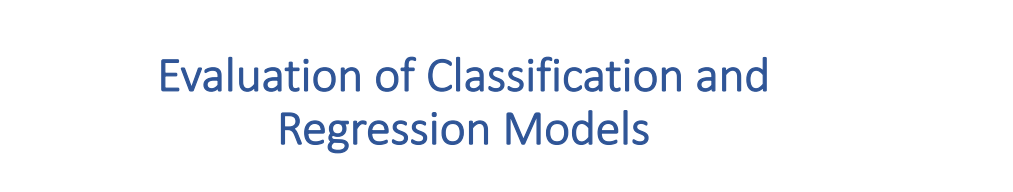 Evaluation of Classification and
Regression Models